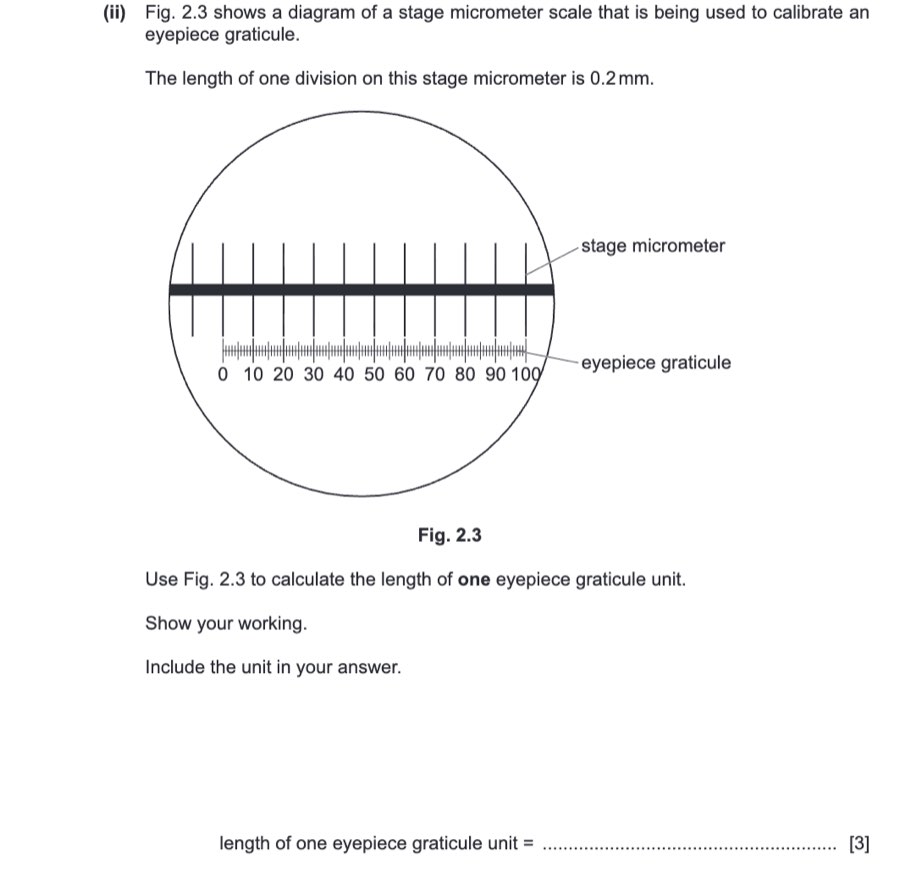 (ii) Fig. 2.3 shows a diagram of a stage micrometer scale that is being used to calibrate an
eyepiece graticule.
The length of one division on this stage micrometer is 0.2 mm.
stage micrometer
eyepiece graticule
0 10 20 30 40 50 60 70 80 90 100
Fig. 2.3
Use Fig. 2.3 to calculate the length of one eyepiece graticule unit.
Show your working.
Include the unit in your answer.
length of one eyepiece graticule unit = ............................................................ [3]